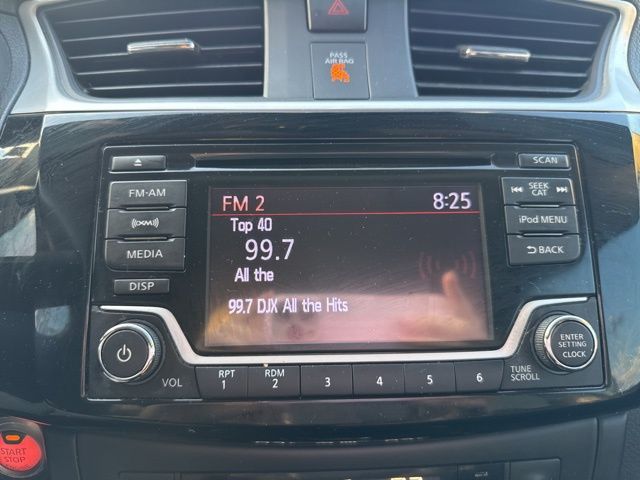 PASS
AIR BAG
SCAN
FM-AM
SEEK
CAT
(XM)
iPod MENU
MEDIA
BACK
DISP
FM 2 8:25
Top 40
99.7
All the
99.7 DJX All the Hits
ENTER
SETTING
CLOCK
VOL
RPT
1
RDM
2
3
4
5
6
TUNE
SCROLL
START
STOP